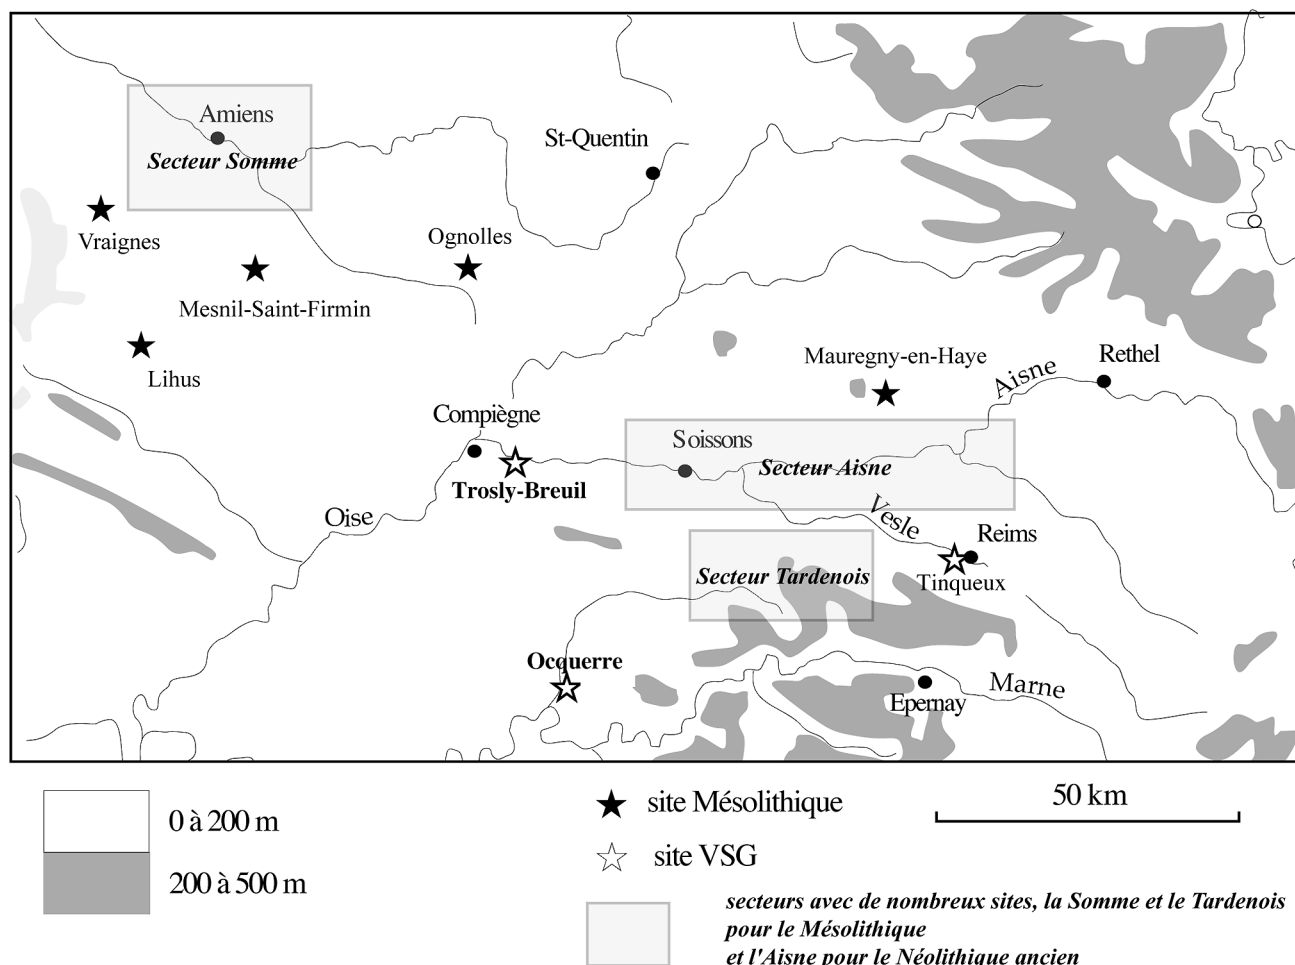 Amiens
Secteur Somme
St-Quentin
Vraignes
Ognolles
Mesnil-Saint-Firmin
Lihus
Mauregny-en-Haye
Rethel
Aisne
Compiègne
Soissons
Secteur Aisne
Trosly-Breuil
Oise
Vesle
Reims
Secteur Tardenois
Tinqueux
Ocquerre
Marne
Epernay
0 à 200 m
200 à 500 m
site Mésolithique
site VSG
50 km
secteurs avec de nombreux sites, la Somme et le Tardenois
pour le Mésolithique
et l'Aisne pour le Néolithique ancien